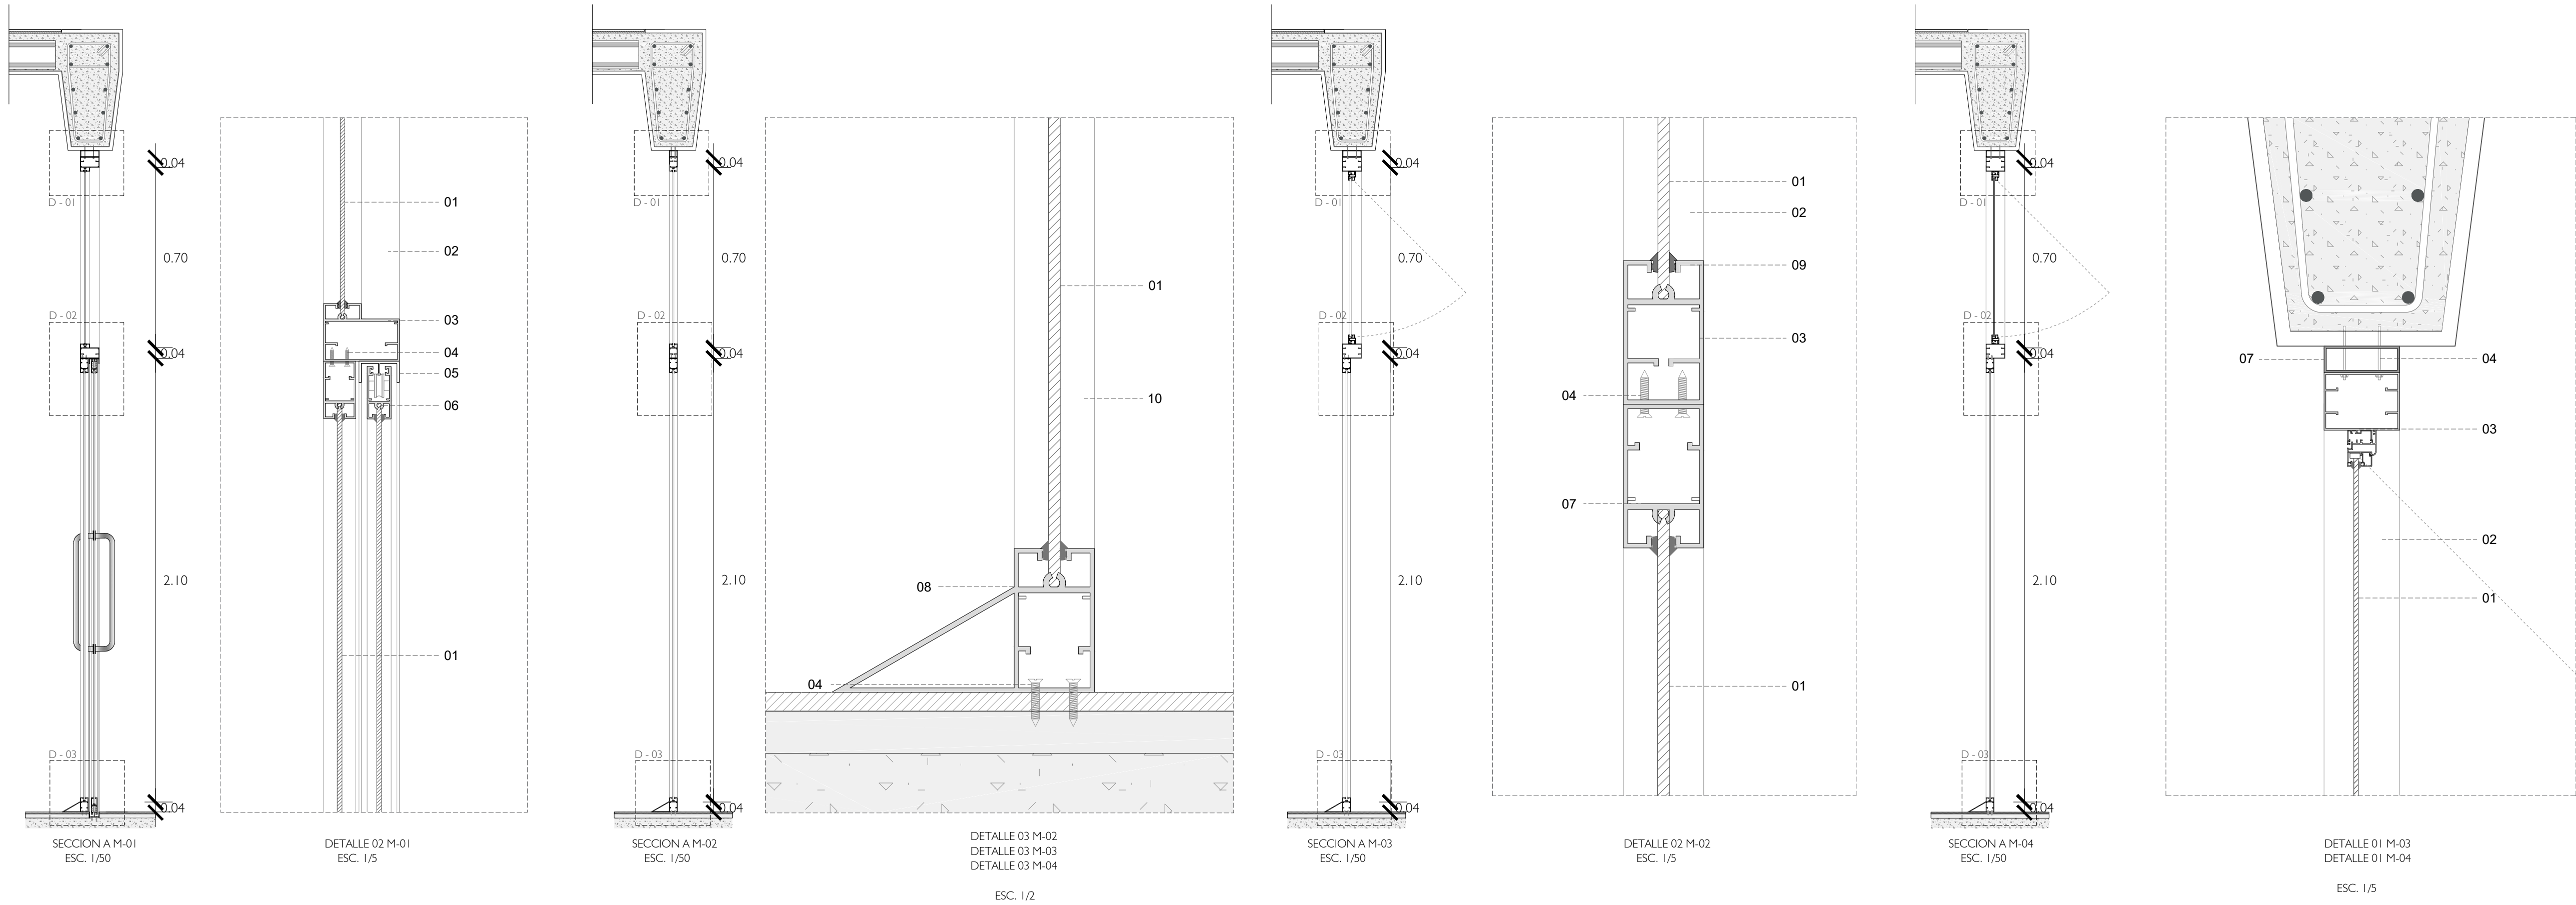 0.04
D - 01
0.70
D - 02
0.04
2.10
D - 03
0.04
SECCION A M-01
ESC. 1/50
01
02
03
04
05
06
01
DETALLE 02 M-01
ESC. 1/5
0.04
D - 01
0.70
D - 02
0.04
2.10
D - 03
0.04
SECCION A M-02
ESC. 1/50
01
10
08
04
DETALLE 03 M-02
DETALLE 03 M-03
DETALLE 03 M-04
ESC. 1/2
0.04
D - 01
0.70
D - 02
0.04
2.10
D - 03
0.04
SECCION A M-03
ESC. 1/50
01
02
09
03
04
07
01
DETALLE 02 M-02
ESC. 1/5
0.04
D - 01
0.70
D - 02
0.04
2.10
D - 03
0.04
SECCION A M-04
ESC. 1/50
07
04
03
02
01
DETALLE 01 M-03
DETALLE 01 M-04
ESC. 1/5